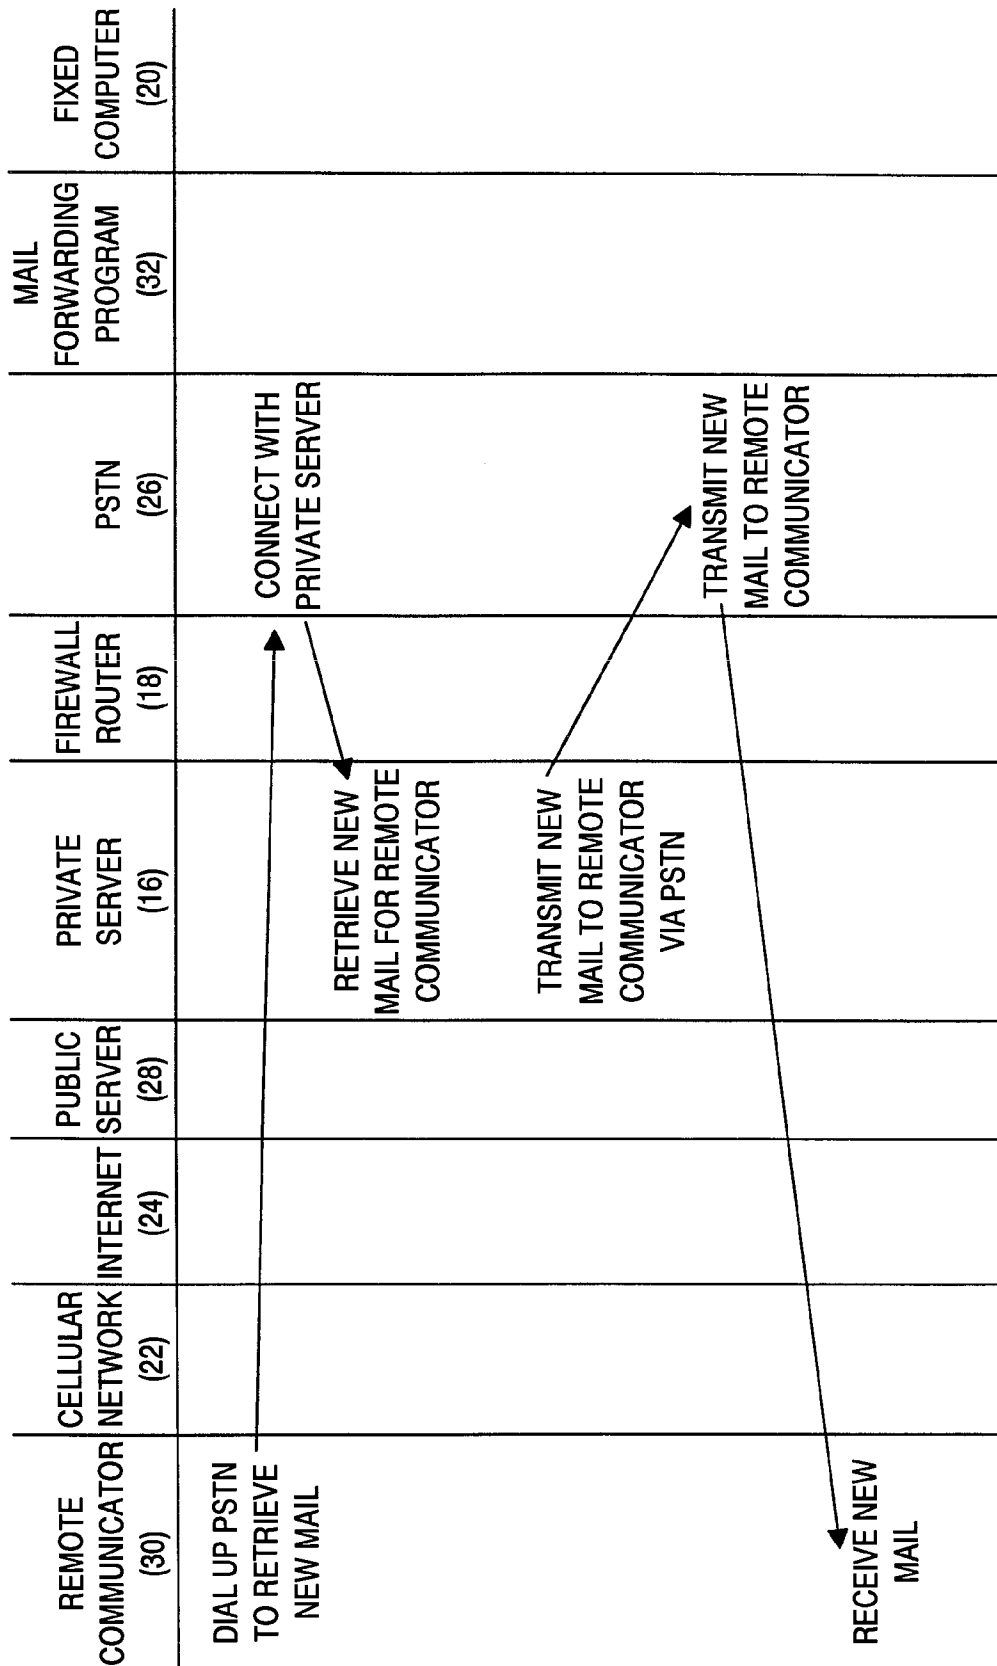 REMOTE
COMMUNICATOR
(30)
CELLULAR
NETWORK
(22)
INTERNET
(24)
PUBLIC
SERVER
(28)
PRIVATE
SERVER
(16)
FIREWALL
ROUTER
(18)
PSTN
(26)
MAIL
FORWARDING
PROGRAM
(32)
FIXED
COMPUTER
(20)
DIAL UP PSTN
TO RETRIEVE
NEW MAIL
CONNECT WITH
PRIVATE SERVER
RETRIEVE NEW
MAIL FOR REMOTE
COMMUNICATOR
TRANSMIT NEW
MAIL TO REMOTE
COMMUNICATOR
VIA PSTN
TRANSMIT NEW
MAIL TO REMOTE
COMMUNICATOR
RECEIVE NEW
MAIL